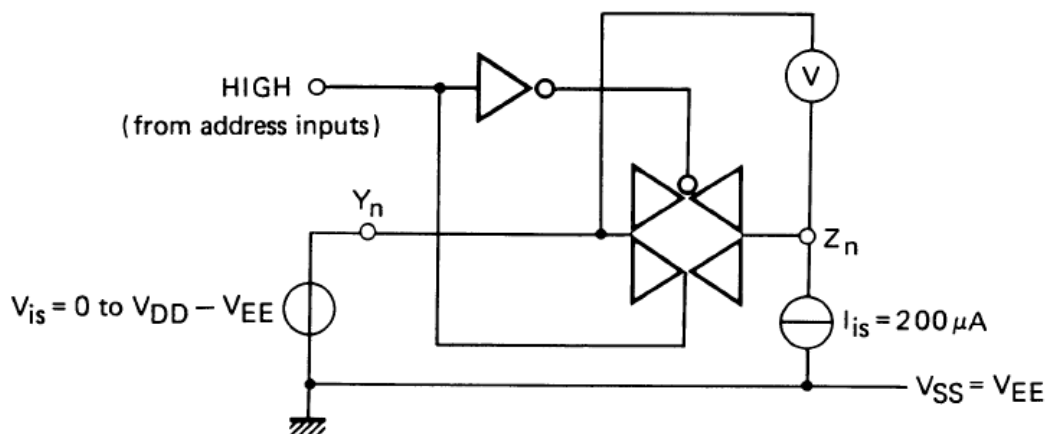 HIGH
(from address inputs)
V
Yn
Zn
Vis = 0 to VDD − VEE
Iis = 200 μA
VSS = VEE